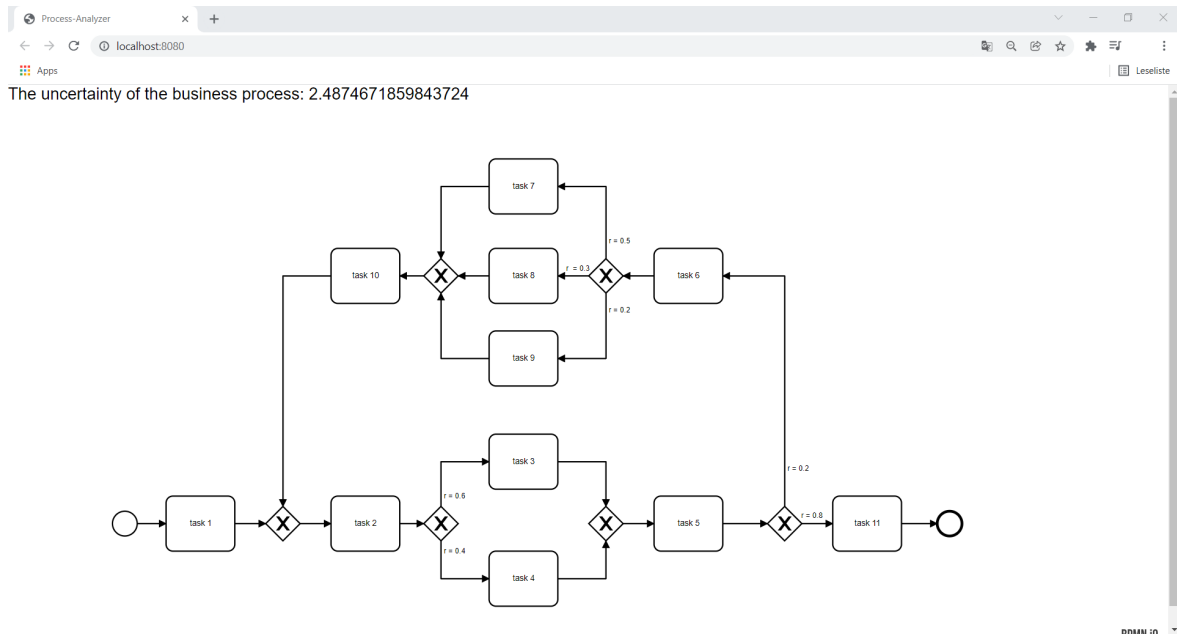 Process-Analyzer
localhost:8080
Apps
Leseliste
The uncertainty of the business process: 2.4874671859843724
task 7
r = 0.5
task 10
task 8
r = 0.3
task 6
r = 0.2
task 9
task 3
r = 0.2
r = 0.6
r = 0.8
task 1
task 2
task 5
task 11
r = 0.4
task 4
BPMN.iO